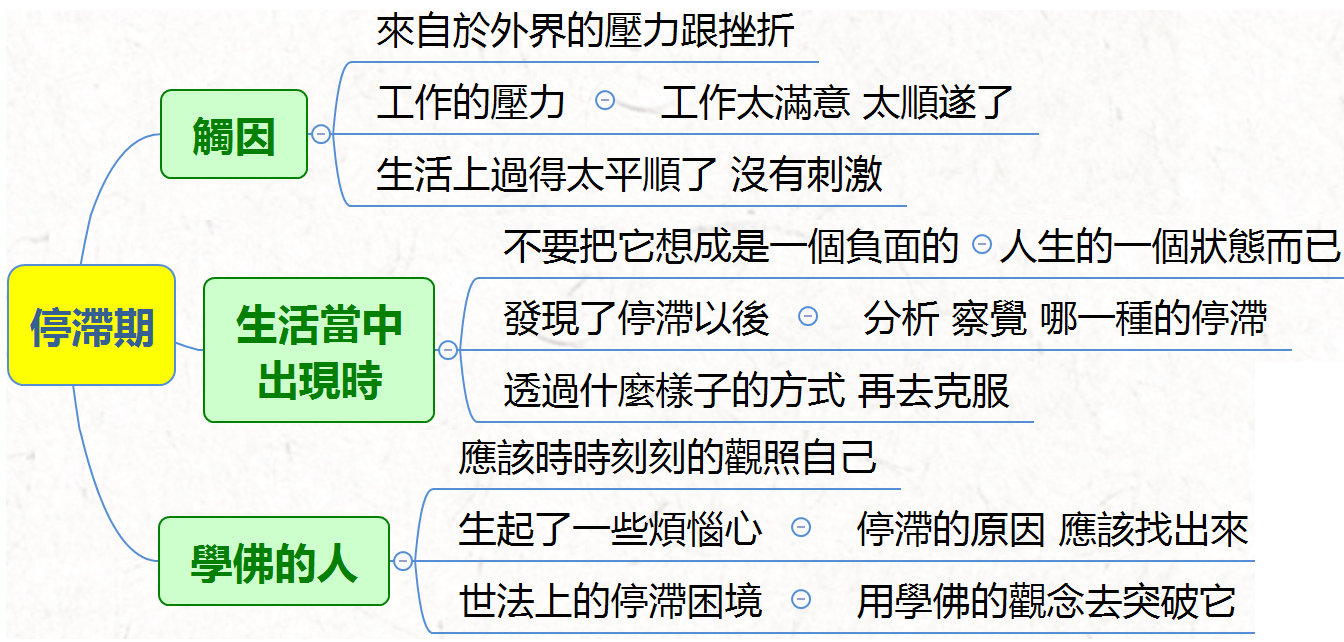 停滯期
觸因
來自於外界的壓力跟挫折
工作的壓力 工作太滿意 太順遂了
生活上過得太平順了 沒有刺激
生活當中
出現時
不要把它想成是一個負面的 人生的一個狀態而已
發現了停滯以後 分析 察覺 哪一種的停滯
透過什麼樣子的方式 再去克服
學佛的人
應該時時刻刻的觀照自己
生起了一些煩惱心 停滯的原因 應該找出來
世法上的停滯困境 用學佛的觀念去突破它